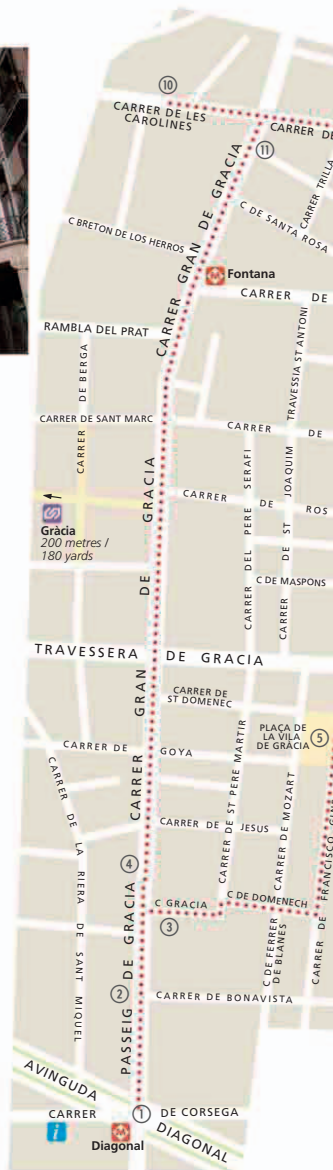 10
CARRER DE LES
CAROLINES
CARRER DE
11
CARRER TRILLA
C DE SANTA ROSA
C BRETON DE LOS HERROS
CARRER GRAN DE GRACIA
M Fontana
CARRER DE
RAMBLA DEL PRAT
CARRER DE BERGA
TRAVESSIA ST ANTONI
CARRER DE SANT MARC
CARRER DE
CARRER DEL PERE SERAFI
CARRER DE ST JOAQUIM
CARRER DE ROS
Gràcia
200 metres /
180 yards
C DE MASPONS
TRAVESSERA DE GRACIA
CARRER DE
ST DOMENEC
CARRER GRAN DE GRACIA
PLAÇA DE
LA VILA
DE GRÀCIA
5
CARRER DE GOYA
CARRER DE ST PERE MARTIR
CARRER DE MOZART
CARRER DE LA RIERA DE SANT MIQUEL
CARRER DE JESUS
4
CARRER DE FRANCISCO
C GRACIA
C DE DOMENECH
3
C DE FERRER
DE BLANES
PASSEIG DE GRACIA
2
CARRER DE BONAVISTA
AVINGUDA DIAGONAL
CARRER DE CORSEGA
1
i
M
Diagonal